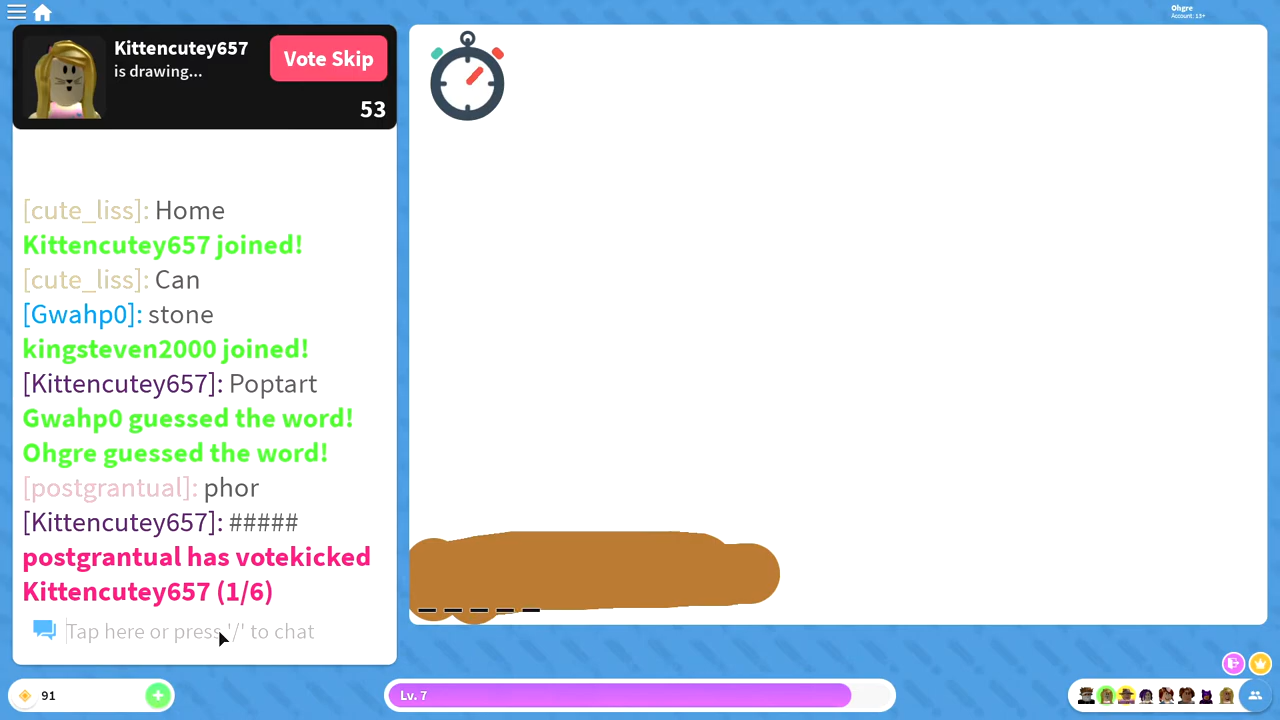 Ohgre
Account: 13+
Kittencutey657
is drawing...
Vote Skip
53
[cute_liss]: Home
Kittencutey657 joined!
[cute_liss]: Can
[Gwahp0]: stone
kingsteven2000 joined!
[Kittencutey657]: Poptart
Gwahp0 guessed the word!
Ohgre guessed the word!
[postgrantual]: phor
[Kittencutey657]: #####
postgrantual has votekicked
Kittencutey657 (1/6)
Tap here or press '/' to chat
_ _ _ _ _
91
Lv. 7